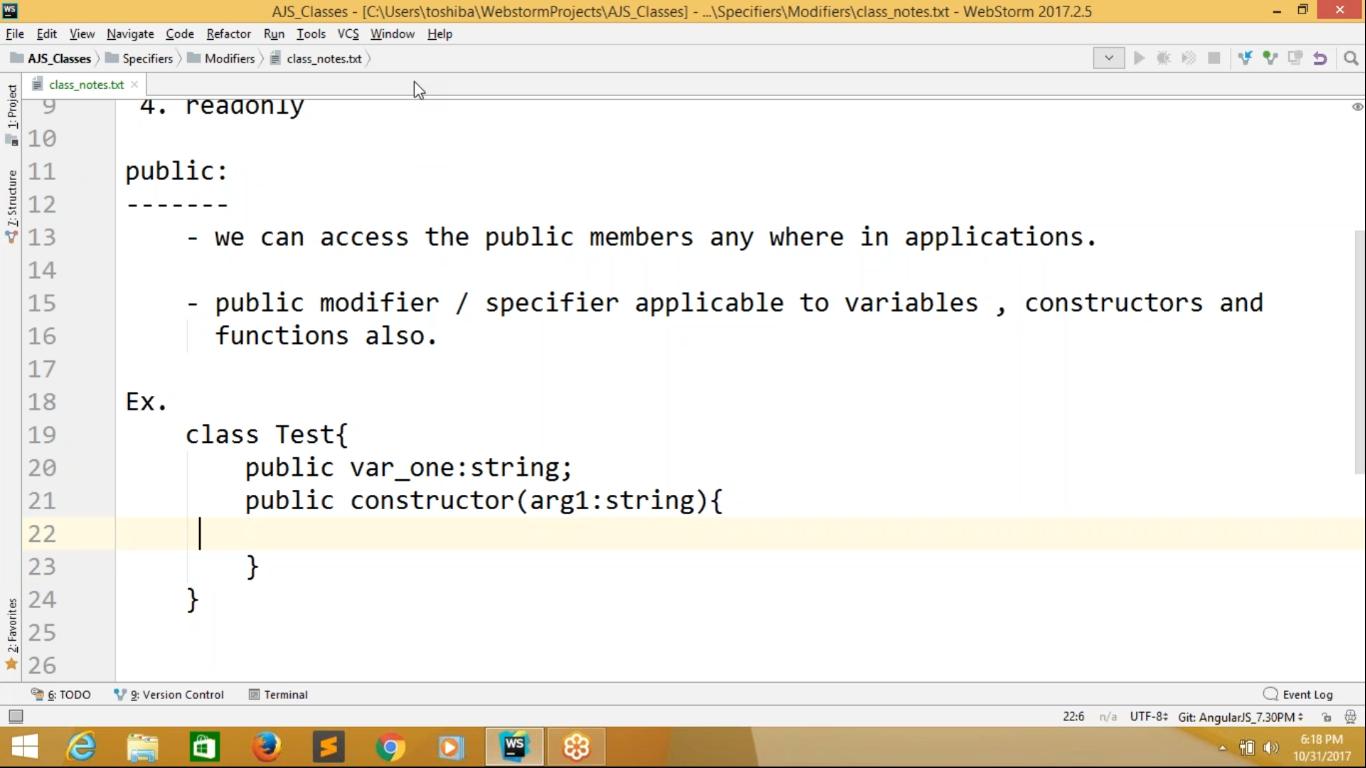 AJS_Classes - [C:\Users\toshiba\WebstormProjects\AJS_Classes] - ...\Specifiers\Modifiers\class_notes.txt - WebStorm 2017.2.5
File Edit View Navigate Code Refactor Run Tools VCS Window Help
AJS_Classes Specifiers Modifiers class_notes.txt
class_notes.txt
1: Project
7: Structure
2: Favorites
9 4. readonly
10
11 public:
12 -------
13 - we can access the public members any where in applications.
14
15 - public modifier / specifier applicable to variables , constructors and
16 functions also.
17
18 Ex.
19 class Test{
20 public var_one:string;
21 public constructor(arg1:string){
22
23 }
24 }
25
26
6: TODO 9: Version Control Terminal Event Log
22:6 n/a UTF-8 Git: AngularJS_7.30PM
WS
6:18 PM
10/31/2017